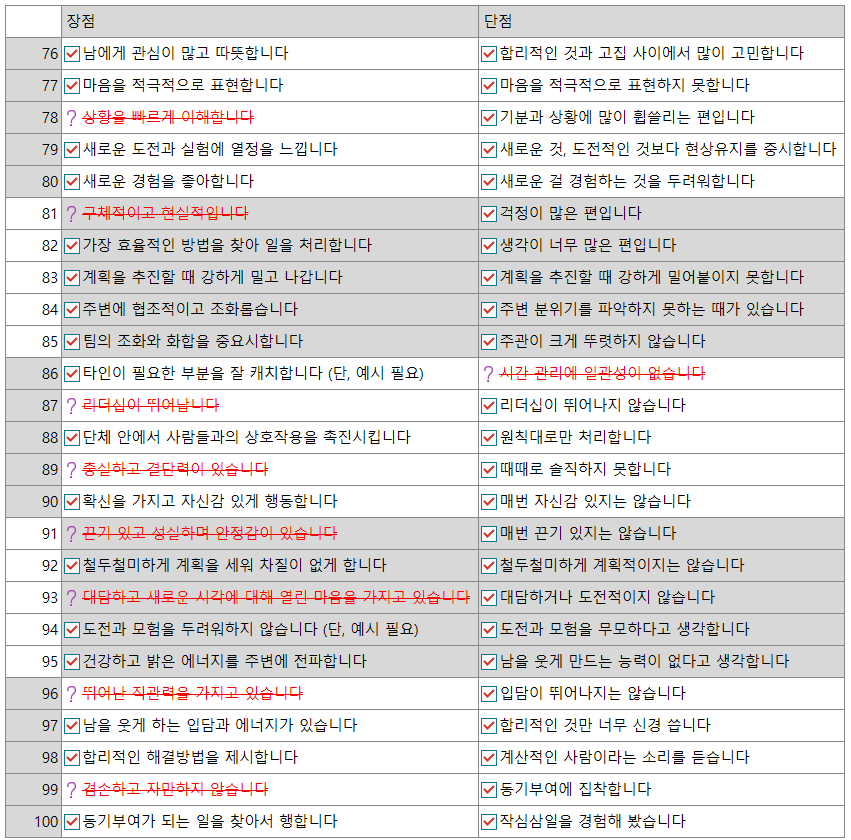 장점 단점
76 남에게 관심이 많고 따뜻합니다 합리적인 것과 고집 사이에서 많이 고민합니다
77 마음을 적극적으로 표현합니다 마음을 적극적으로 표현하지 못합니다
78 ? 상황을 빠르게 이해합니다 기분과 상황에 많이 휩쓸리는 편입니다
79 새로운 도전과 실험에 열정을 느낍니다 새로운 것, 도전적인 것보다 현상유지를 중시합니다
80 새로운 경험을 좋아합니다 새로운 걸 경험하는 것을 두려워합니다
81 ? 구체적이고 현실적입니다 걱정이 많은 편입니다
82 가장 효율적인 방법을 찾아 일을 처리합니다 생각이 너무 많은 편입니다
83 계획을 추진할 때 강하게 밀고 나갑니다 계획을 추진할 때 강하게 밀어붙이지 못합니다
84 주변에 협조적이고 조화롭습니다 주변 분위기를 파악하지 못하는 때가 있습니다
85 팀의 조화와 화합을 중요시합니다 주관이 크게 뚜렷하지 않습니다
86 타인이 필요한 부분을 잘 캐치합니다 (단, 예시 필요) ? 시간 관리에 일관성이 없습니다
87 ? 리더십이 뛰어납니다 리더십이 뛰어나지 않습니다
88 단체 안에서 사람들과의 상호작용을 촉진시킵니다 원칙대로만 처리합니다
89 ? 충실하고 결단력이 있습니다 때때로 솔직하지 못합니다
90 확신을 가지고 자신감 있게 행동합니다 매번 자신감 있지는 않습니다
91 ? 끈기 있고 성실하며 안정감이 있습니다 매번 끈기 있지는 않습니다
92 철두철미하게 계획을 세워 차질이 없게 합니다 철두철미하게 계획적이지는 않습니다
93 ? 대담하고 새로운 시각에 대해 열린 마음을 가지고 있습니다 대담하거나 도전적이지 않습니다
94 도전과 모험을 두려워하지 않습니다 (단, 예시 필요) 도전과 모험을 무모하다고 생각합니다
95 건강하고 밝은 에너지를 주변에 전파합니다 남을 웃게 만드는 능력이 없다고 생각합니다
96 ? 뛰어난 직관력을 가지고 있습니다 입담이 뛰어나지는 않습니다
97 남을 웃게 하는 입담과 에너지가 있습니다 합리적인 것만 너무 신경 씁니다
98 합리적인 해결방법을 제시합니다 계산적인 사람이라는 소리를 듣습니다
99 ? 겸손하고 자만하지 않습니다 동기부여에 집착합니다
100 동기부여가 되는 일을 찾아서 행합니다 작심삼일을 경험해 봤습니다